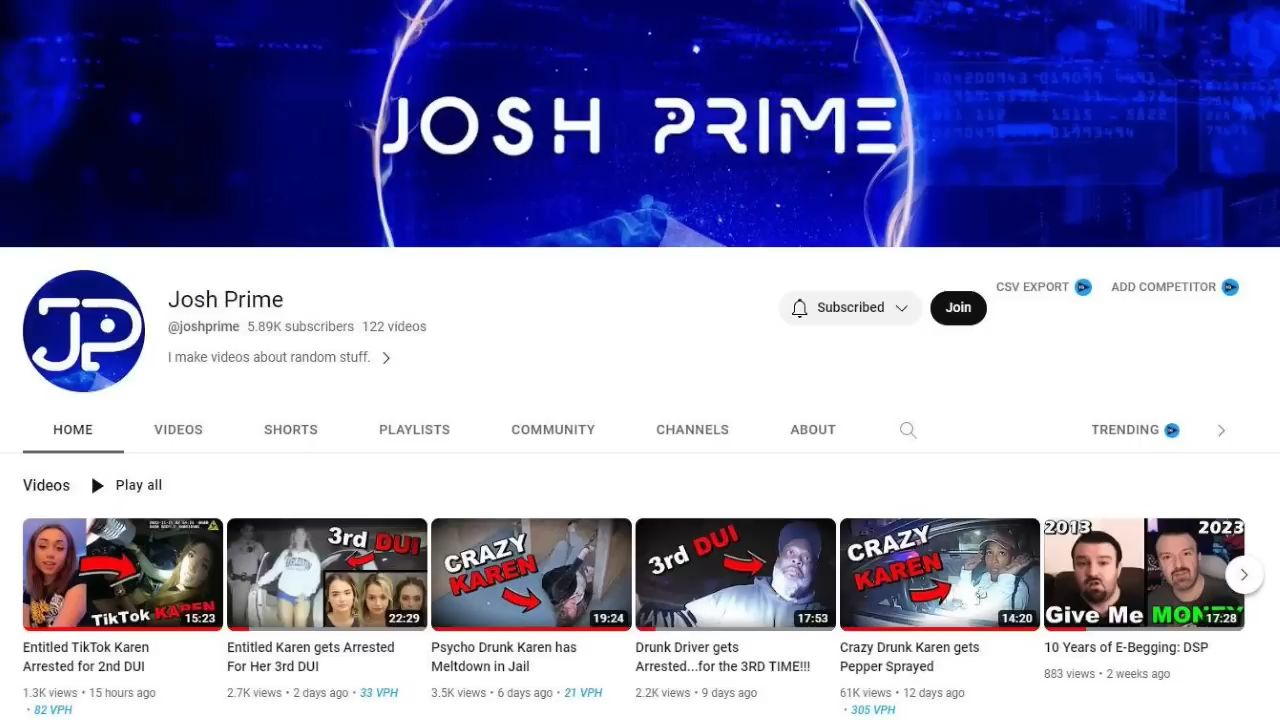 JOSH PRIME
JP
Josh Prime
@joshprime 5.89K subscribers 122 videos
I make videos about random stuff.
Subscribed
Join
CSV EXPORT
ADD COMPETITOR
HOME
VIDEOS
SHORTS
PLAYLISTS
COMMUNITY
CHANNELS
ABOUT
TRENDING
Videos
Play all
TikTok KAREN
15:23
3rd DUI
22:29
CRAZY
KAREN
19:24
3rd DUI
17:53
CRAZY
KAREN
14:20
2013
2023
Give Me MONEY
17:28
Entitled TikTok Karen
Arrested for 2nd DUI
1.3K views • 15 hours ago
• 82 VPH
Entitled Karen gets Arrested
For Her 3rd DUI
2.7K views • 2 days ago • 33 VPH
Psycho Drunk Karen has
Meltdown in Jail
3.5K views • 6 days ago • 21 VPH
Drunk Driver gets
Arrested...for the 3RD TIME!!!
2.2K views • 9 days ago
Crazy Drunk Karen gets
Pepper Sprayed
61K views • 12 days ago
• 305 VPH
10 Years of E-Begging: DSP
883 views • 2 weeks ago